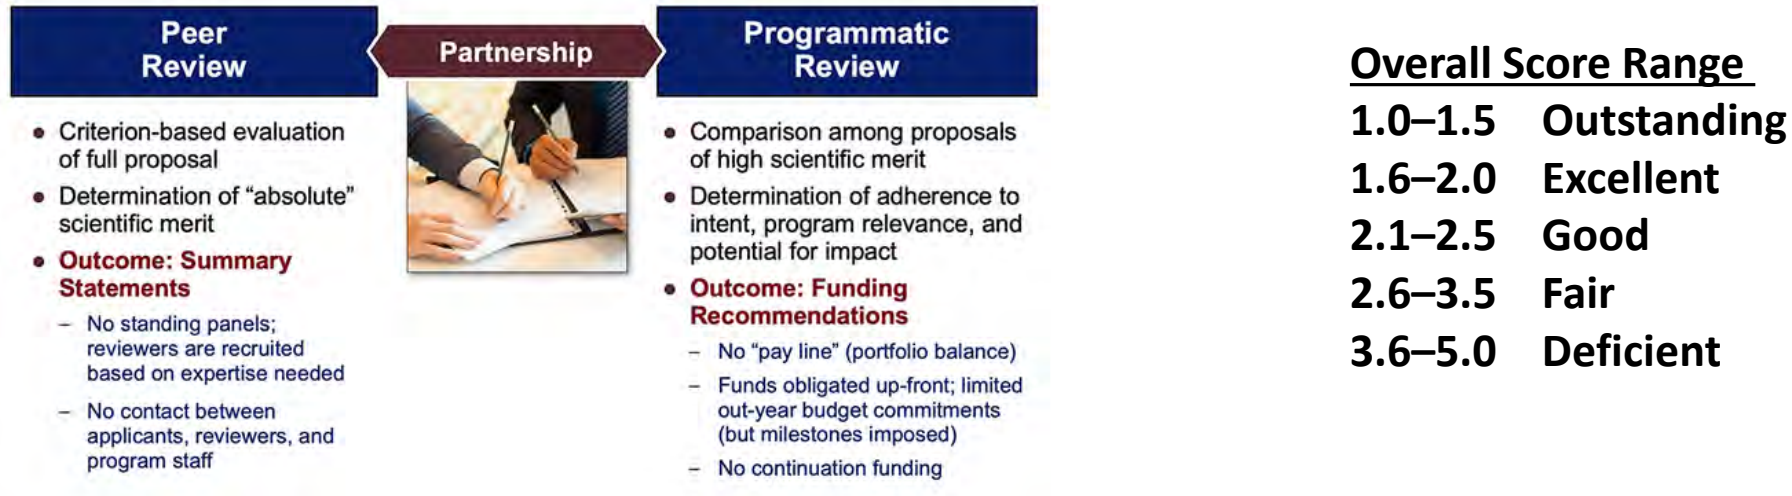 Peer
Review
Partnership
Programmatic
Review
• Criterion-based evaluation
of full proposal
• Determination of “absolute”
scientific merit
• Outcome: Summary
Statements
– No standing panels;
reviewers are recruited
based on expertise needed
– No contact between
applicants, reviewers, and
program staff
• Comparison among proposals
of high scientific merit
• Determination of adherence to
intent, program relevance, and
potential for impact
• Outcome: Funding
Recommendations
– No “pay line” (portfolio balance)
– Funds obligated up-front; limited
out-year budget commitments
(but milestones imposed)
– No continuation funding
Overall Score Range
1.0–1.5 Outstanding
1.6–2.0 Excellent
2.1–2.5 Good
2.6–3.5 Fair
3.6–5.0 Deficient